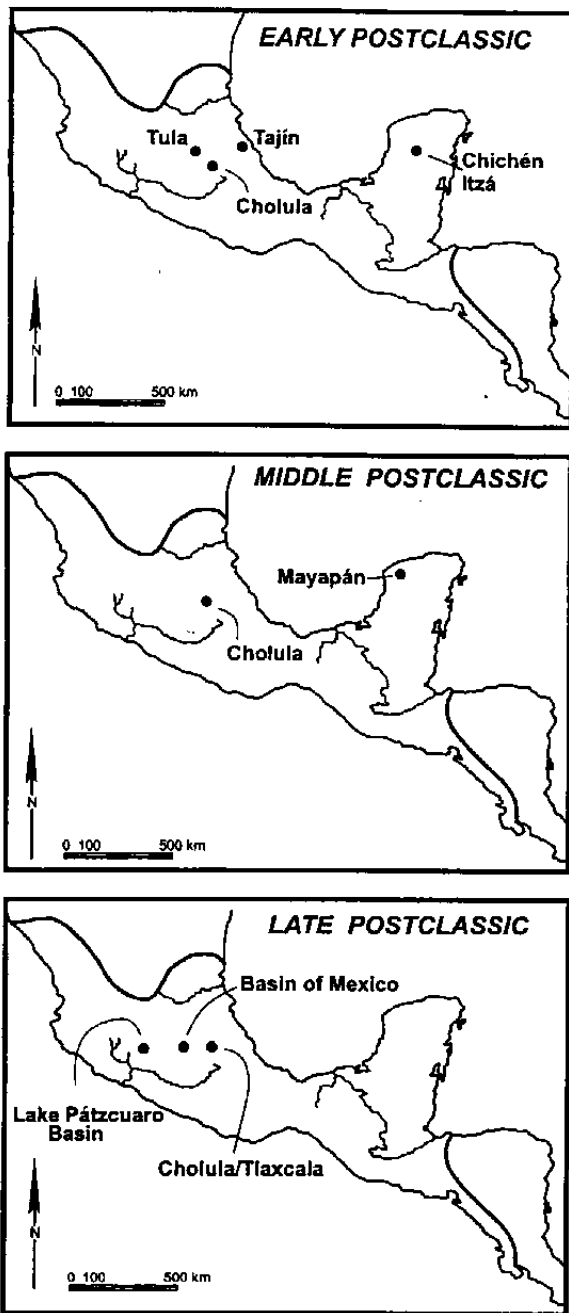 EARLY POSTCLASSIC
Tula
Tajín
Chichén
Itzá
Cholula
N
0 100 500 km
MIDDLE POSTCLASSIC
Mayapán
Cholula
N
0 100 500 km
LATE POSTCLASSIC
Basin of Mexico
Lake Pátzcuaro
Basin
Cholula/Tlaxcala
N
0 100 500 km